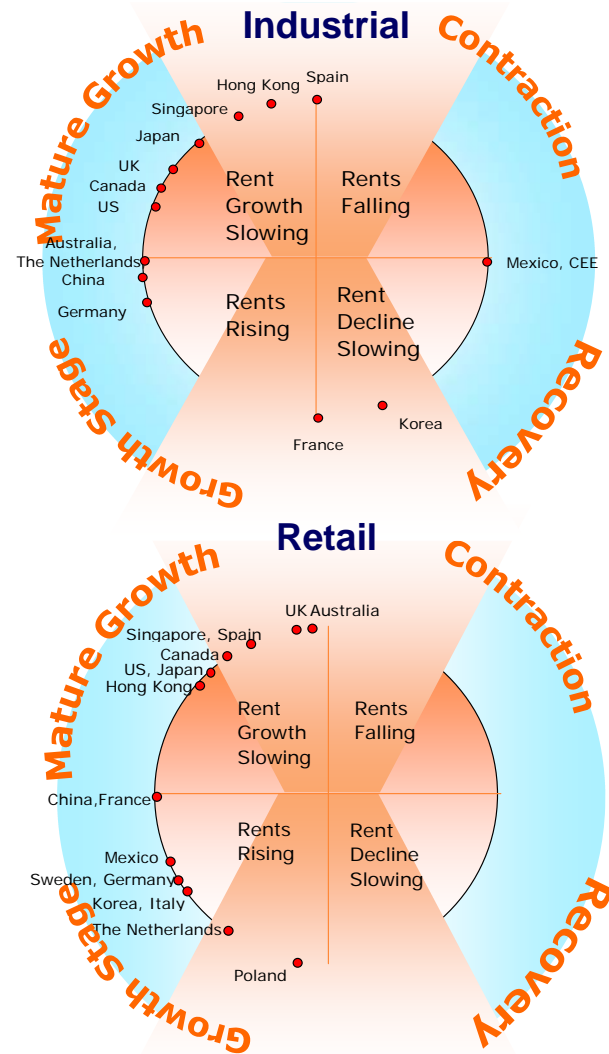 Industrial
Mature Growth
Contraction
Spain
Hong Kong
Singapore
Japan
UK
Canada
US
Rent
Growth
Slowing
Rents
Falling
Australia,
The Netherlands
China
Germany
Mexico, CEE
Rents
Rising
Rent
Decline
Slowing
Korea
France
Growth Stage
Recovery
Retail
Mature Growth
Contraction
UK
Australia
Singapore, Spain
Canada
US, Japan
Hong Kong
Rent
Growth
Slowing
Rents
Falling
China,France
Rents
Rising
Rent
Decline
Slowing
Mexico
Sweden, Germany
Korea, Italy
The Netherlands
Poland
Growth Stage
Recovery